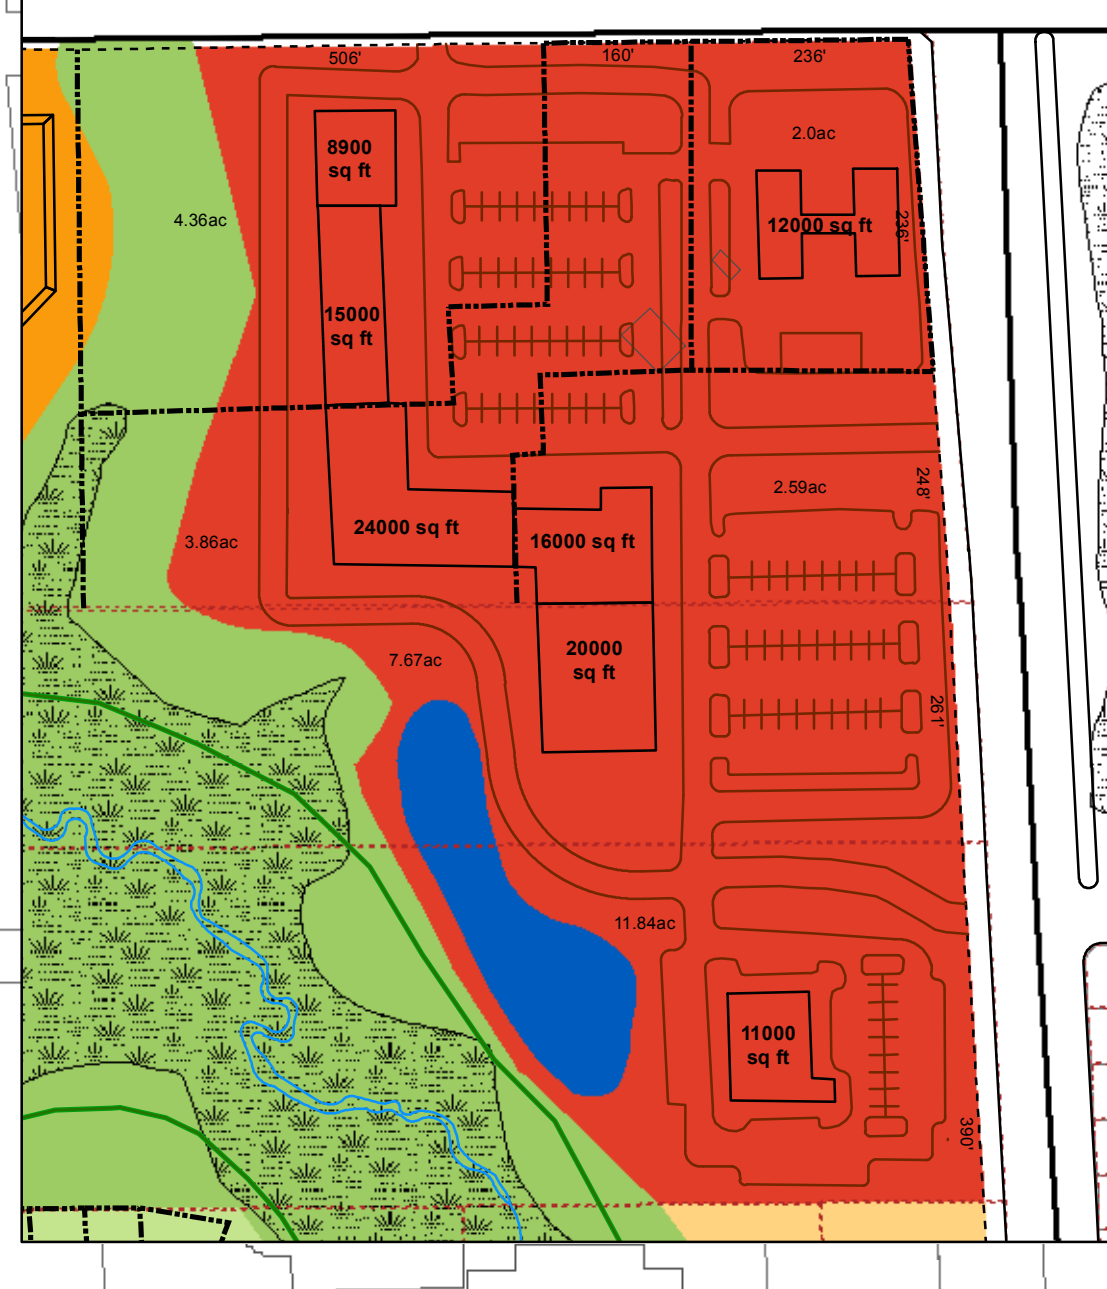 506'
160'
236'
2.0ac
8900
sq ft
4.36ac
12000 sq ft
236'
15000
sq ft
248'
2.59ac
24000 sq ft
16000 sq ft
3.86ac
20000
sq ft
7.67ac
261'
11.84ac
11000
sq ft
390'